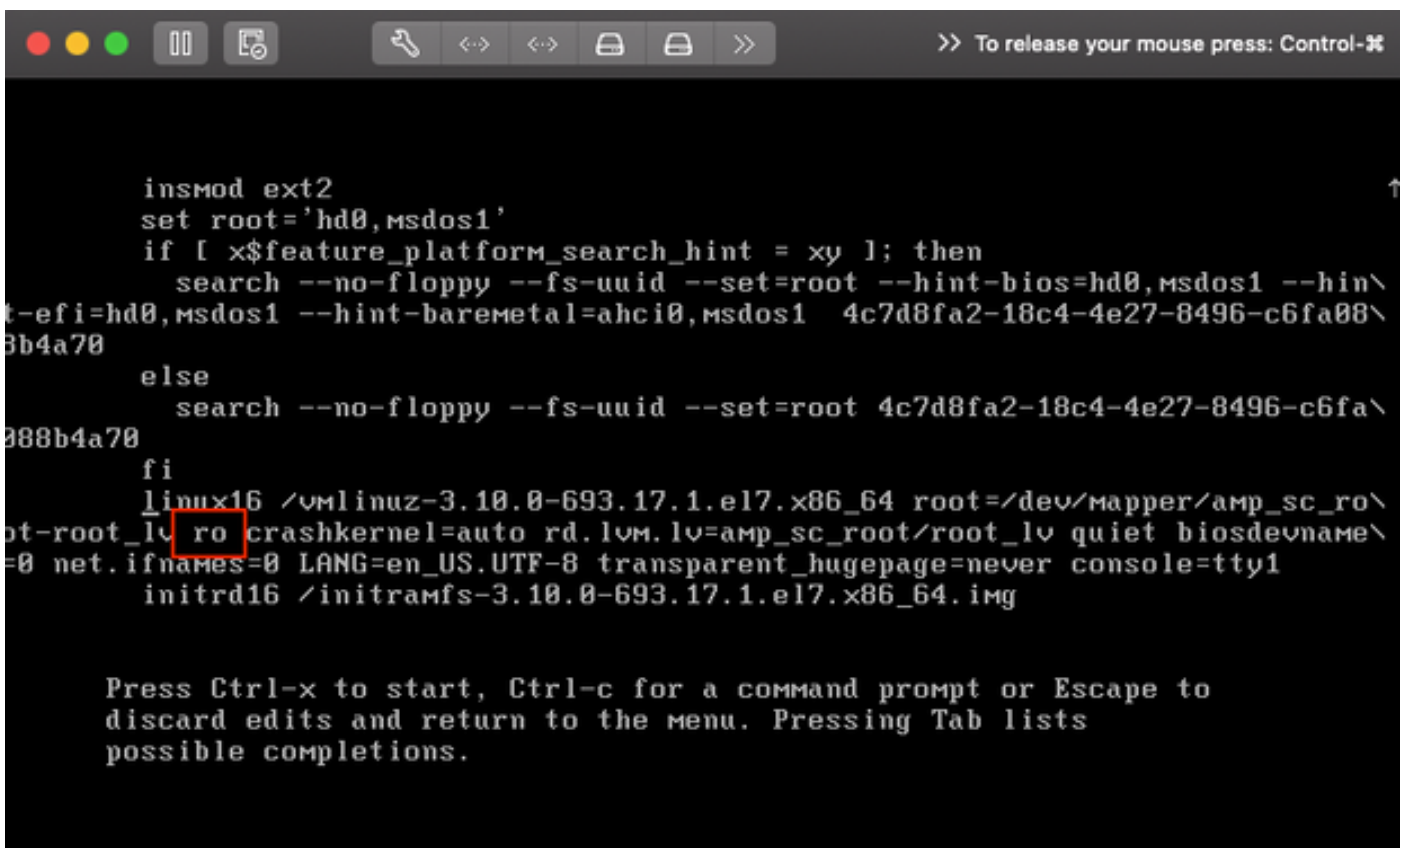 >> To release your mouse press: Control-⌘
insmod ext2
set root='hd0,msdos1'
if [ x$feature_platform_search_hint = xy ]; then
search --no-floppy --fs-uuid --set=root --hint-bios=hd0,msdos1 --hin\
t-efi=hd0,msdos1 --hint-baremetal=ahci0,msdos1  4c7d8fa2-18c4-4e27-8496-c6fa08\
8b4a70
else
search --no-floppy --fs-uuid --set=root 4c7d8fa2-18c4-4e27-8496-c6fa\
088b4a70
fi
linux16 /vmlinuz-3.10.0-693.17.1.el7.x86_64 root=/dev/mapper/amp_sc_ro\
ot-root_lv ro crashkernel=auto rd.lvm.lv=amp_sc_root/root_lv quiet biosdevname\
=0 net.ifnames=0 LANG=en_US.UTF-8 transparent_hugepage=never console=tty1
initrd16 /initramfs-3.10.0-693.17.1.el7.x86_64.img
Press Ctrl-x to start, Ctrl-c for a command prompt or Escape to
discard edits and return to the menu. Pressing Tab lists
possible completions.